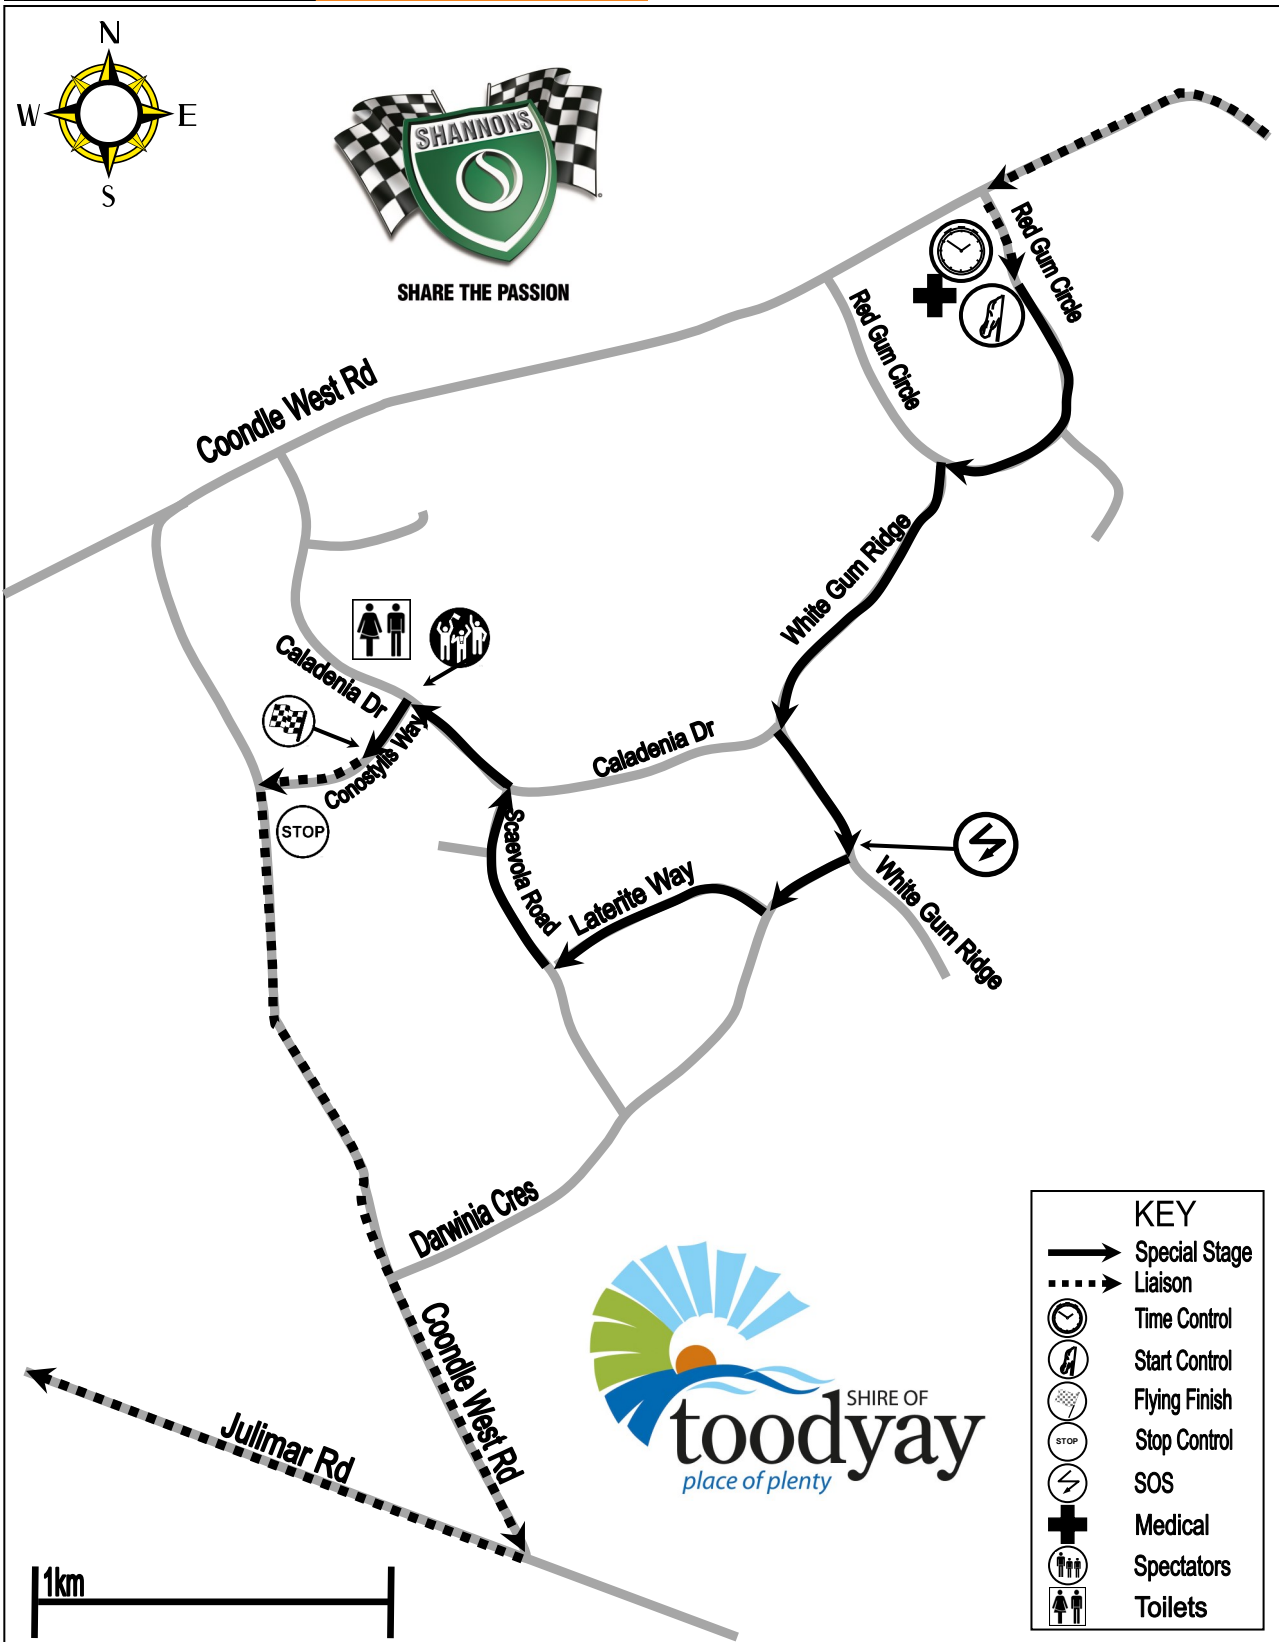 N
W
E
S
SHANNONS
SHARE THE PASSION
Red Gum Circle
Red Gum Circle
Coondle West Rd
White Gum Ridge
Caladenia Dr
Conostylis Way
Caladenia Dr
STOP
Scaevola Road
Laterite Way
White Gum Ridge
Darwinia Cres
Coondle West Rd
Julimar Rd
1km
SHIRE OF
toodyay
place of plenty
KEY
Special Stage
Liaison
Time Control
Start Control
Flying Finish
STOP
Stop Control
SOS
Medical
Spectators
Toilets